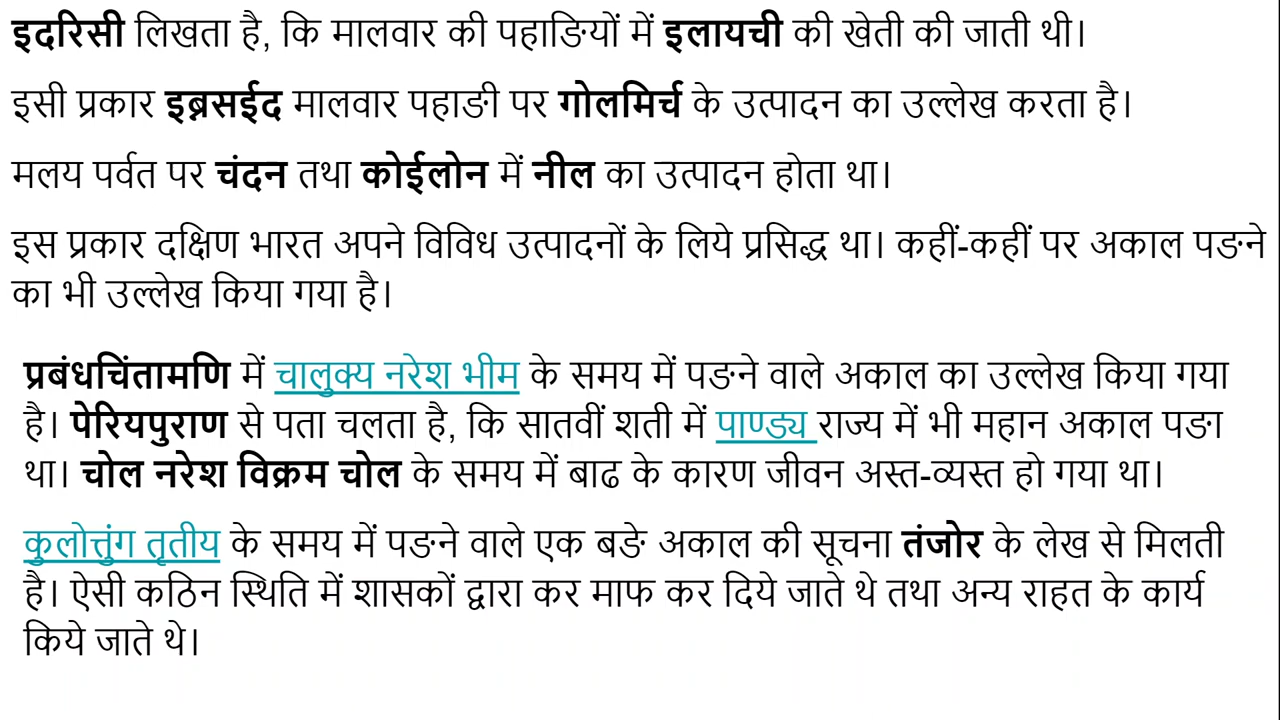 इदरिसी लिखता है, कि मालवार की पहाङियों में इलायची की खेती की जाती थी।
इसी प्रकार इब्नसईद मालवार पहाङी पर गोलमिर्च के उत्पादन का उल्लेख करता है।
मलय पर्वत पर चंदन तथा कोईलोन में नील का उत्पादन होता था।
इस प्रकार दक्षिण भारत अपने विविध उत्पादनों के लिये प्रसिद्ध था। कहीं-कहीं पर अकाल पङने
का भी उल्लेख किया गया है।
प्रबंधचिंतामणि में चालुक्य नरेश भीम के समय में पङने वाले अकाल का उल्लेख किया गया
है। पेरियपुराण से पता चलता है, कि सातवीं शती में पाण्ड्य राज्य में भी महान अकाल पङा
था। चोल नरेश विक्रम चोल के समय में बाढ के कारण जीवन अस्त-व्यस्त हो गया था।
कुलोत्तुंग तृतीय के समय में पङने वाले एक बङे अकाल की सूचना तंजोर के लेख से मिलती
है। ऐसी कठिन स्थिति में शासकों द्वारा कर माफ कर दिये जाते थे तथा अन्य राहत के कार्य
किये जाते थे।